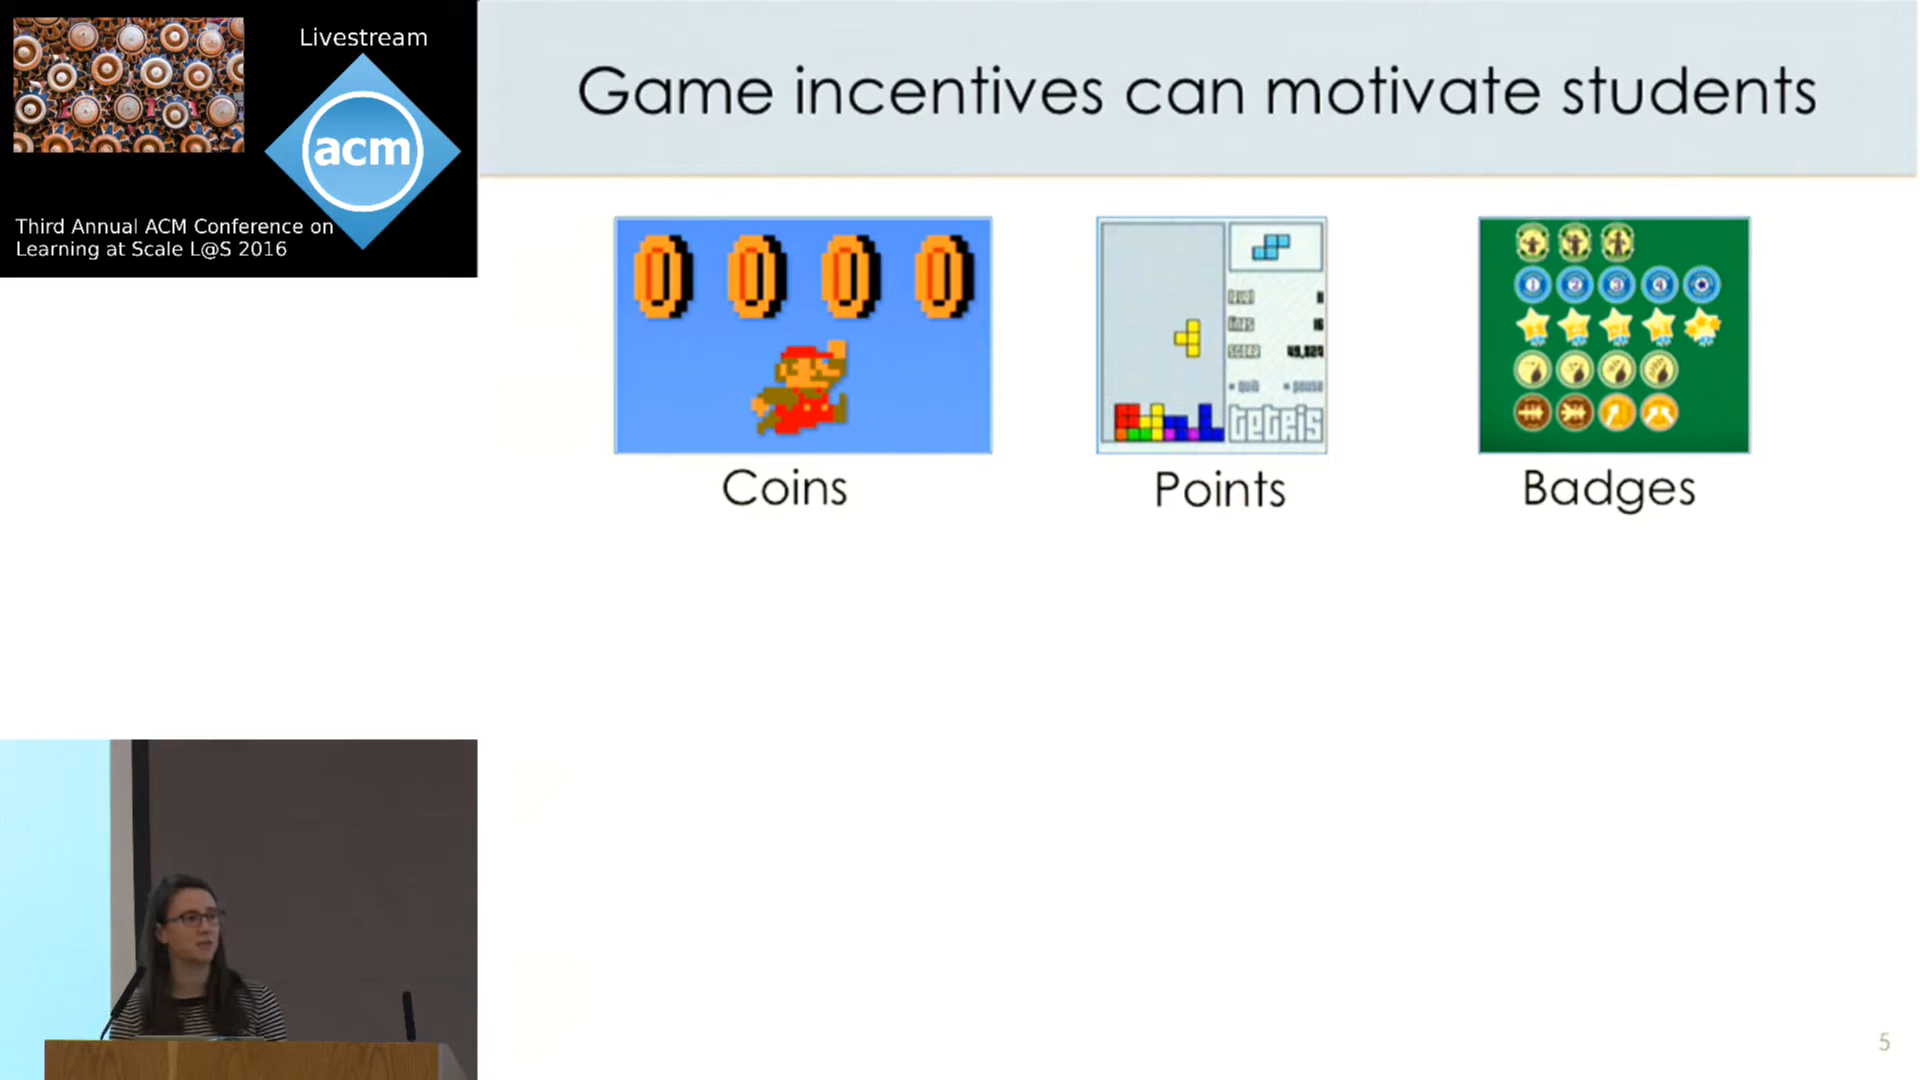 Livestream
acm
Third Annual ACM Conference on
Learning at Scale L@S 2016
Game incentives can motivate students
tetris
Coins
Points
Badges
5